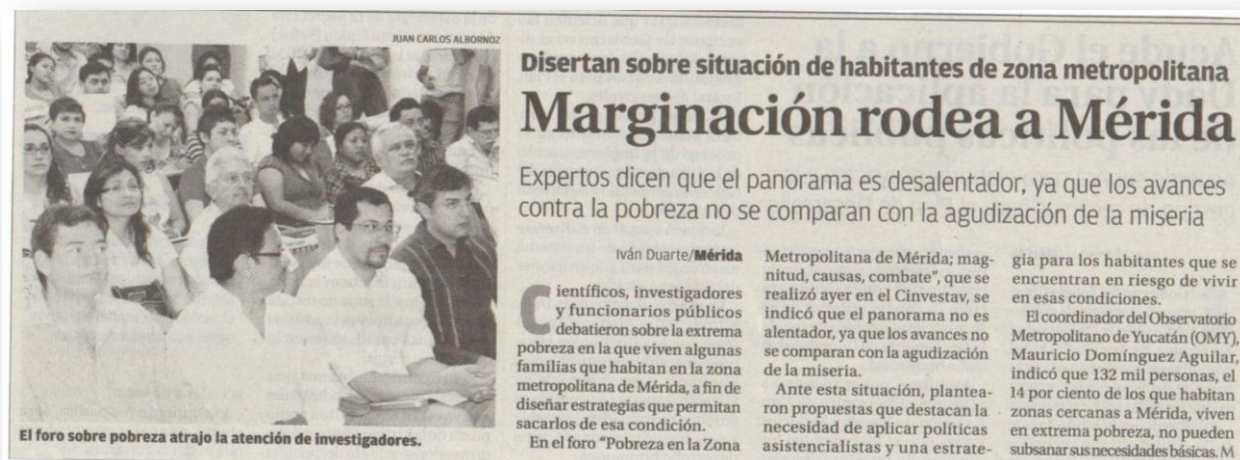 JUAN CARLOS ALBORNOZ
El foro sobre pobreza atrajo la atención de investigadores.
Disertan sobre situación de habitantes de zona metropolitana
Marginación rodea a Mérida
Expertos dicen que el panorama es desalentador, ya que los avances
contra la pobreza no se comparan con la agudización de la miseria
Iván Duarte/Mérida
Científicos, investigadores
y funcionarios públicos
debatieron sobre la extrema
pobreza en la que viven algunas
familias que habitan en la zona
metropolitana de Mérida, a fin de
diseñar estrategias que permitan
sacarlos de esa condición.
En el foro “Pobreza en la Zona
Metropolitana de Mérida; mag-
nitud, causas, combate”, que se
realizó ayer en el Cinvestav, se
indicó que el panorama no es
alentador, ya que los avances no
se comparan con la agudización
de la miseria.
Ante esta situación, plantea-
ron propuestas que destacan la
necesidad de aplicar políticas
asistencialistas y una estrate-
gia para los habitantes que se
encuentran en riesgo de vivir
en esas condiciones.
El coordinador del Observatorio
Metropolitano de Yucatán (OMY),
Mauricio Domínguez Aguilar,
indicó que 132 mil personas, el
14 por ciento de los que habitan
zonas cercanas a Mérida, viven
en extrema pobreza, no pueden
subsanar sus necesidades básicas. M